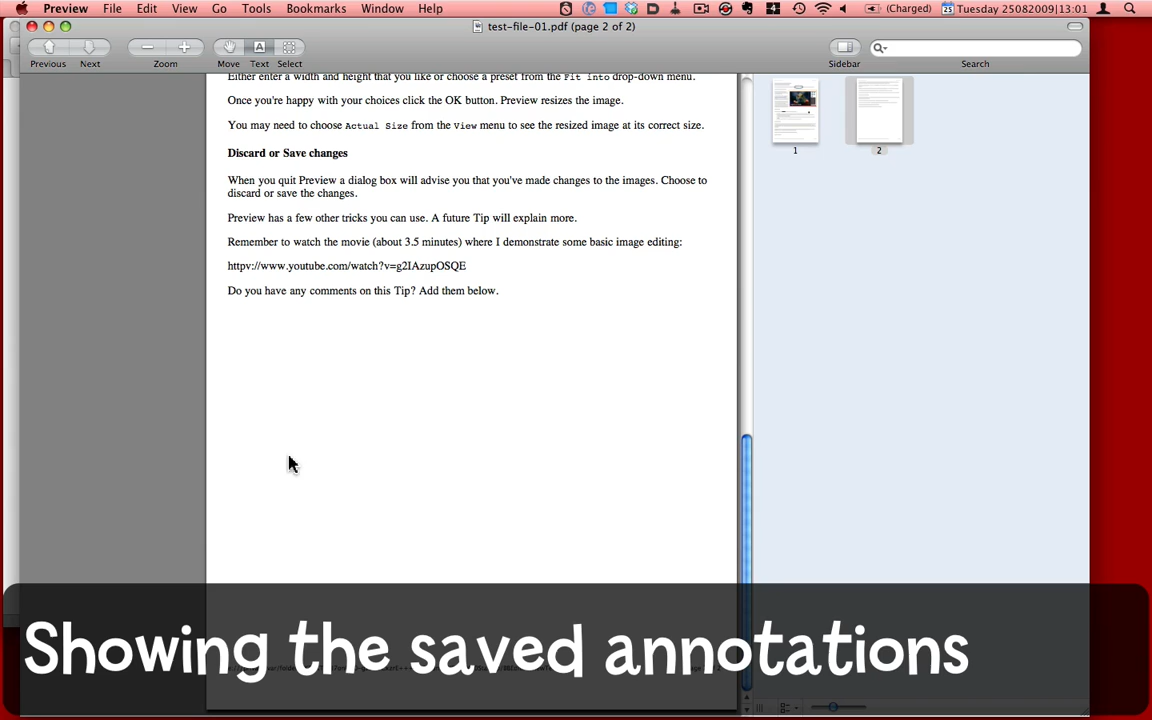 Preview File Edit View Go Tools Bookmarks Window Help (Charged) Tuesday 25082009|13:01
test-file-01.pdf (page 2 of 2)
Previous Next Zoom Move Text Select Sidebar Search
Either enter a width and height that you like or choose a preset from the Fit into drop-down menu.
Once you're happy with your choices click the OK button. Preview resizes the image.
You may need to choose Actual Size from the View menu to see the resized image at its correct size.
Discard or Save changes
When you quit Preview a dialog box will advise you that you've made changes to the images. Choose to
discard or save the changes.
Preview has a few other tricks you can use. A future Tip will explain more.
Remember to watch the movie (about 3.5 minutes) where I demonstrate some basic image editing:
httpv://www.youtube.com/watch?v=g2IAzupOSQE
Do you have any comments on this Tip? Add them below.
1 2
Showing the saved annotations